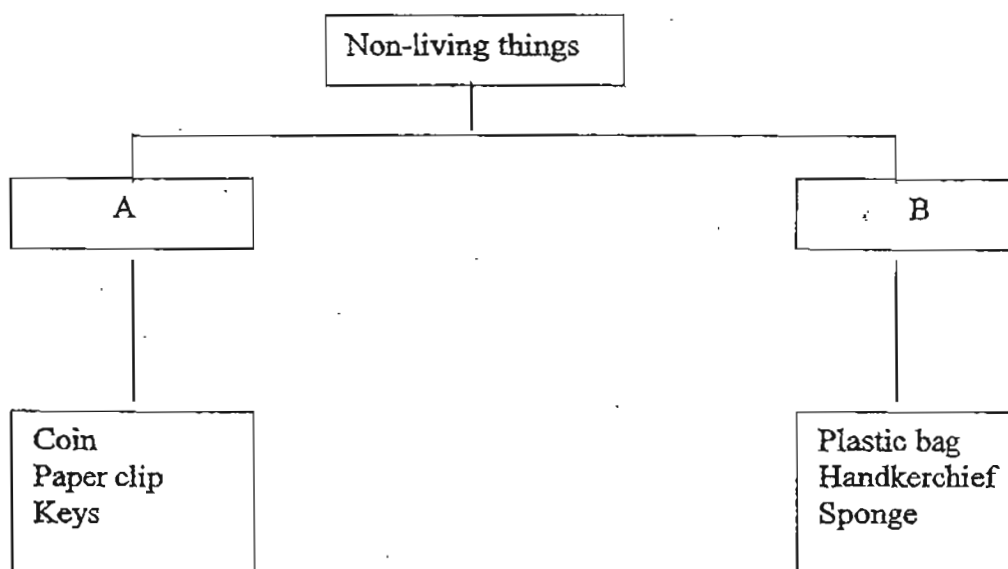 Non-living things
A
B
Coin
Paper clip
Keys
Plastic bag
Handkerchief
Sponge